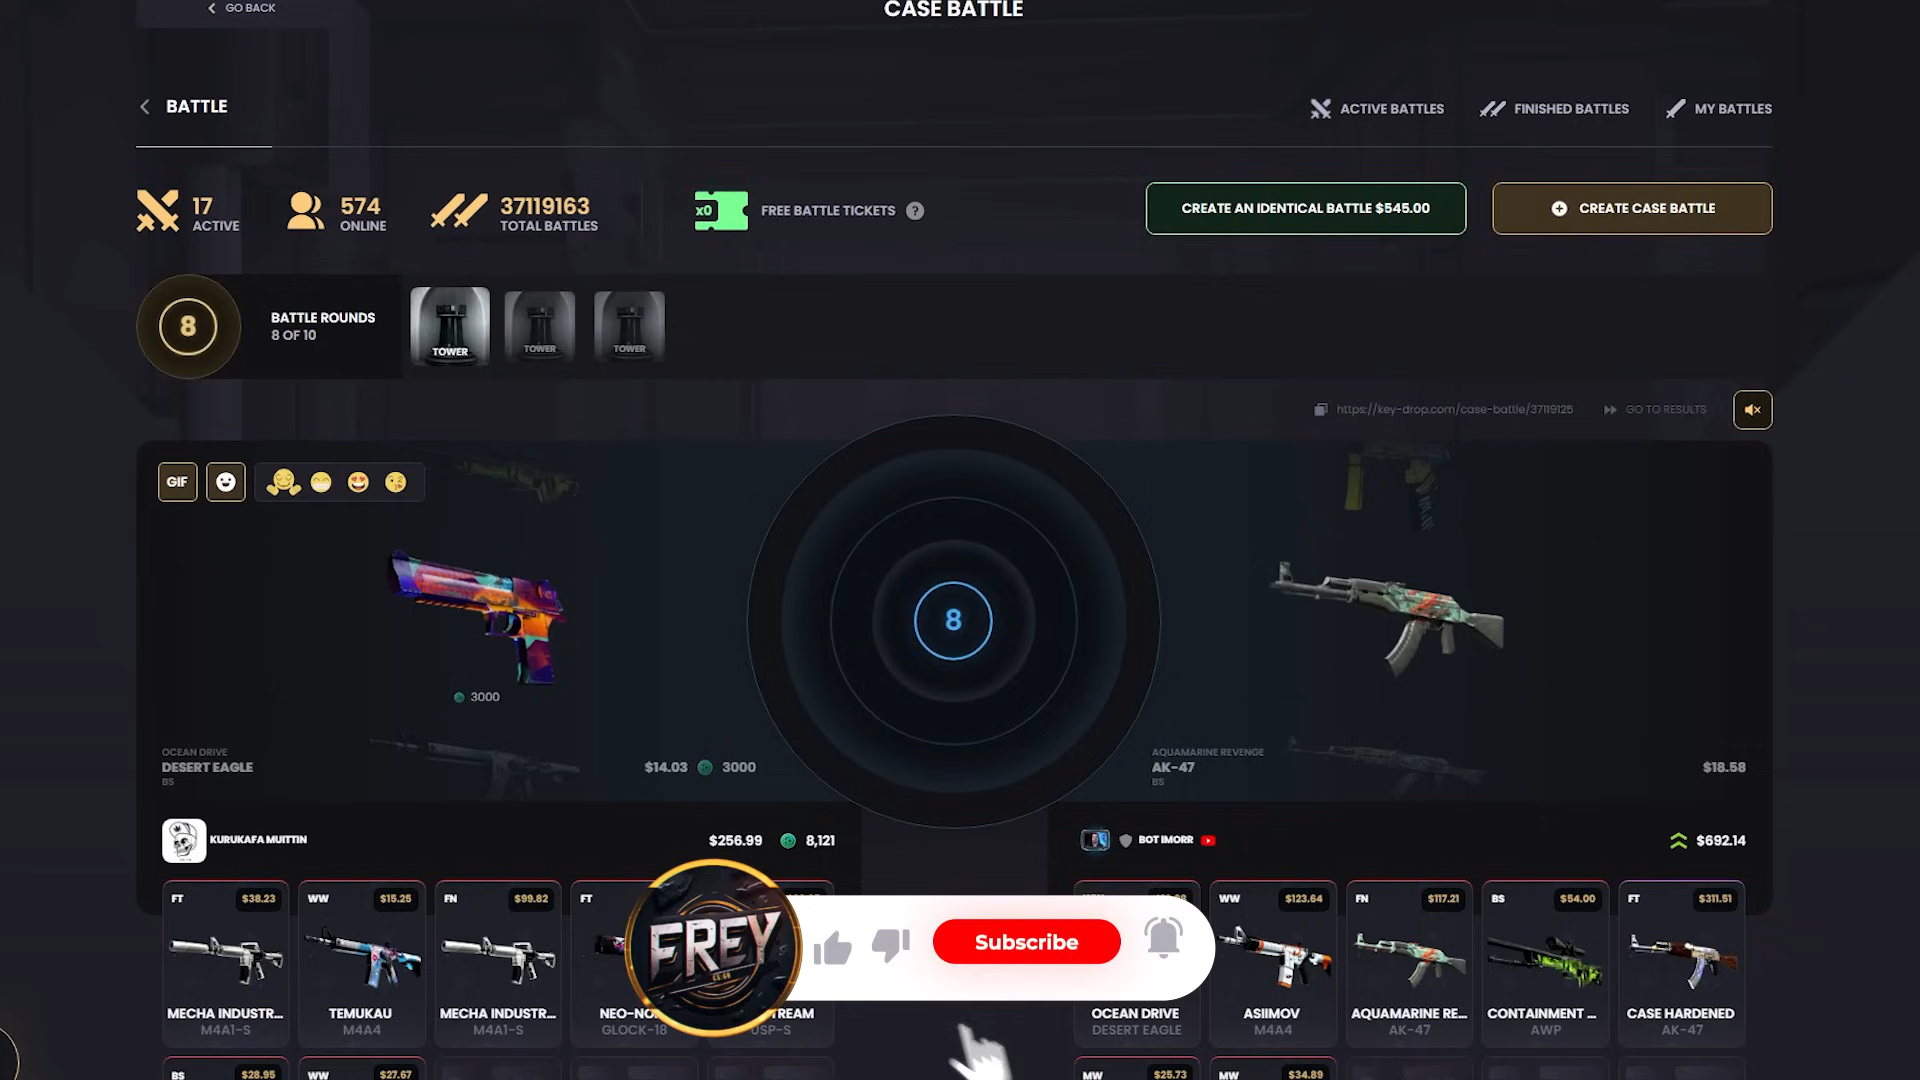 GO BACK
CASE BATTLE
BATTLE
ACTIVE BATTLES
FINISHED BATTLES
MY BATTLES
17
ACTIVE
574
ONLINE
37119163
TOTAL BATTLES
x0
FREE BATTLE TICKETS
?
CREATE AN IDENTICAL BATTLE $545.00
CREATE CASE BATTLE
8
BATTLE ROUNDS
8 OF 10
TOWER
TOWER
TOWER
https://key-drop.com/case-battle/37119125
GO TO RESULTS
GIF
8
3000
OCEAN DRIVE
DESERT EAGLE
BS
$14.03
3000
AQUAMARINE REVENGE
AK-47
BS
$18.58
KURUKAFA MUITTIN
$256.99
8,121
BOT IMORR
$692.14
FT
$38.23
MECHA INDUSTR...
M4A1-S
WW
$15.25
TEMUKAU
M4A4
FN
$99.82
MECHA INDUSTR...
M4A1-S
FT
NEO-NO
GLOCK-18
TREAM
USP-S
FREY
CS:GO
Subscribe
OCEAN DRIVE
DESERT EAGLE
WW
$123.64
ASIIMOV
M4A4
FN
$117.21
AQUAMARINE RE...
AK-47
BS
$54.00
CONTAINMENT ...
AWP
FT
$311.51
CASE HARDENED
AK-47
BS
$28.95
WW
$27.67
MW
$25.73
MW
$34.89